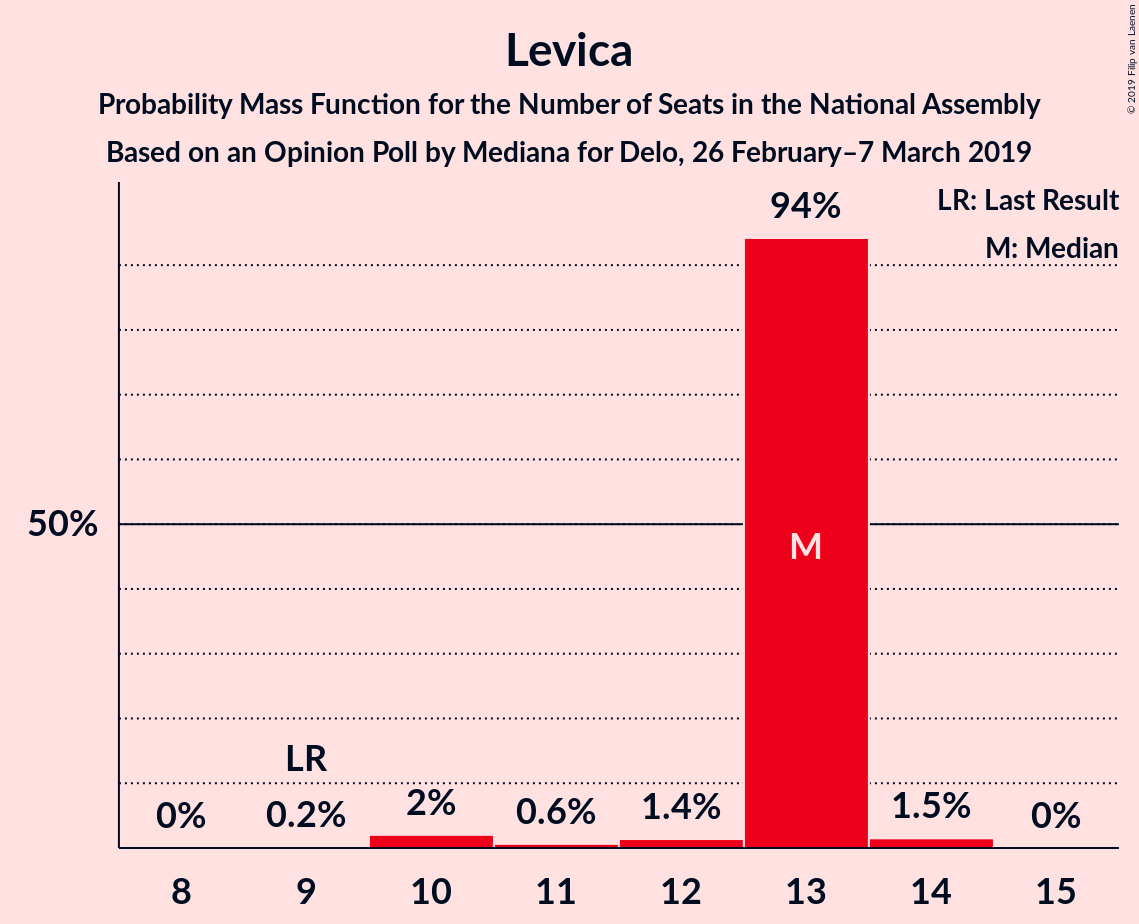 Levica
Probability Mass Function for the Number of Seats in the National Assembly
Based on an Opinion Poll by Mediana for Delo, 26 February–7 March 2019
© 2019 Filip van Laenen
LR: Last Result
M: Median
50%
0%
LR
0.2%
2%
0.6%
1.4%
94%
M
1.5%
0%
8 9 10 11 12 13 14 15